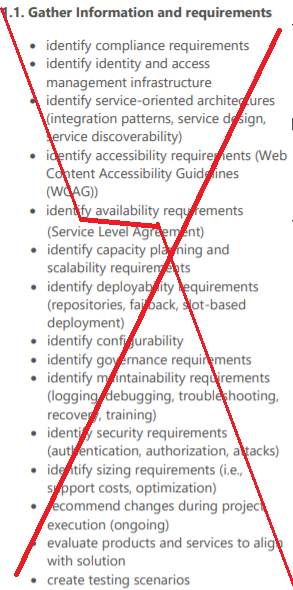 1.1. Gather Information and requirements
• identify compliance requirements
• identify identity and access
management infrastructure
• identify service-oriented architectures
(integration patterns, service design,
service discoverability)
• identify accessibility requirements (Web
Content Accessibility Guidelines
(WCAG))
• identify availability requirements
(Service Level Agreement)
• identify capacity planning and
scalability requirements
• identify deployability requirements
(repositories, failback, slot-based
deployment)
• identify configurability
• identify governance requirements
• identify maintainability requirements
(logging, debugging, troubleshooting,
recovery, training)
• identify security requirements
(authentication, authorization, attacks)
• identify sizing requirements (i.e.,
support costs, optimization)
• recommend changes during project
execution (ongoing)
• evaluate products and services to align
with solution
• create testing scenarios